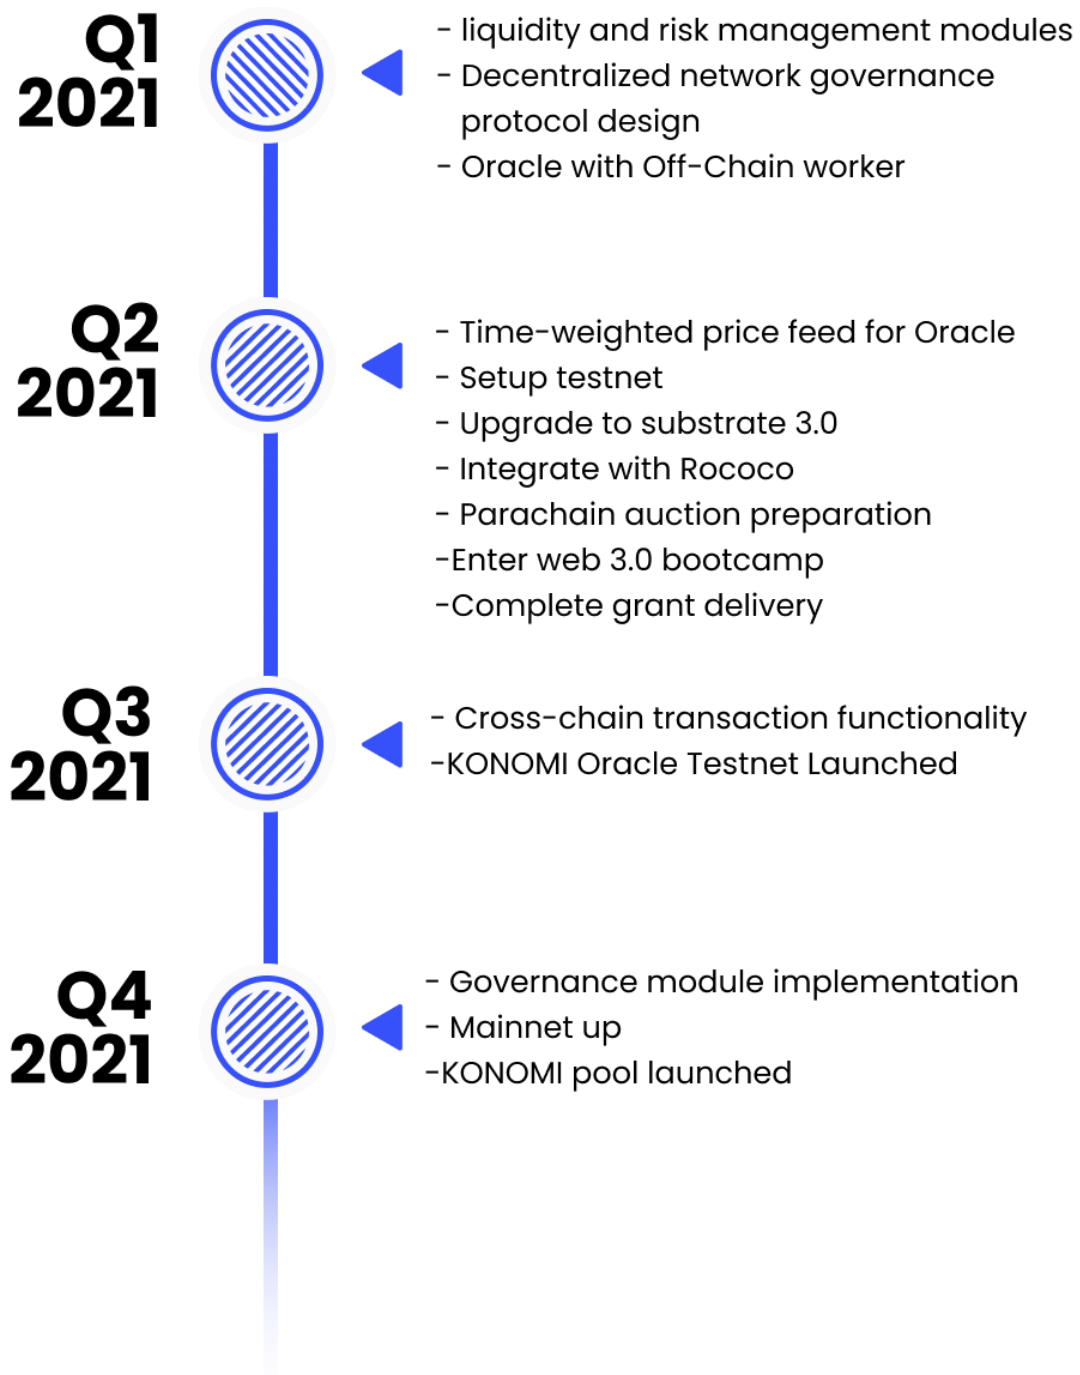 Q1
2021
- liquidity and risk management modules
- Decentralized network governance
protocol design
- Oracle with Off-Chain worker
Q2
2021
- Time-weighted price feed for Oracle
- Setup testnet
- Upgrade to substrate 3.0
- Integrate with Rococo
- Parachain auction preparation
-Enter web 3.0 bootcamp
-Complete grant delivery
Q3
2021
- Cross-chain transaction functionality
-KONOMI Oracle Testnet Launched
Q4
2021
- Governance module implementation
- Mainnet up
-KONOMI pool launched